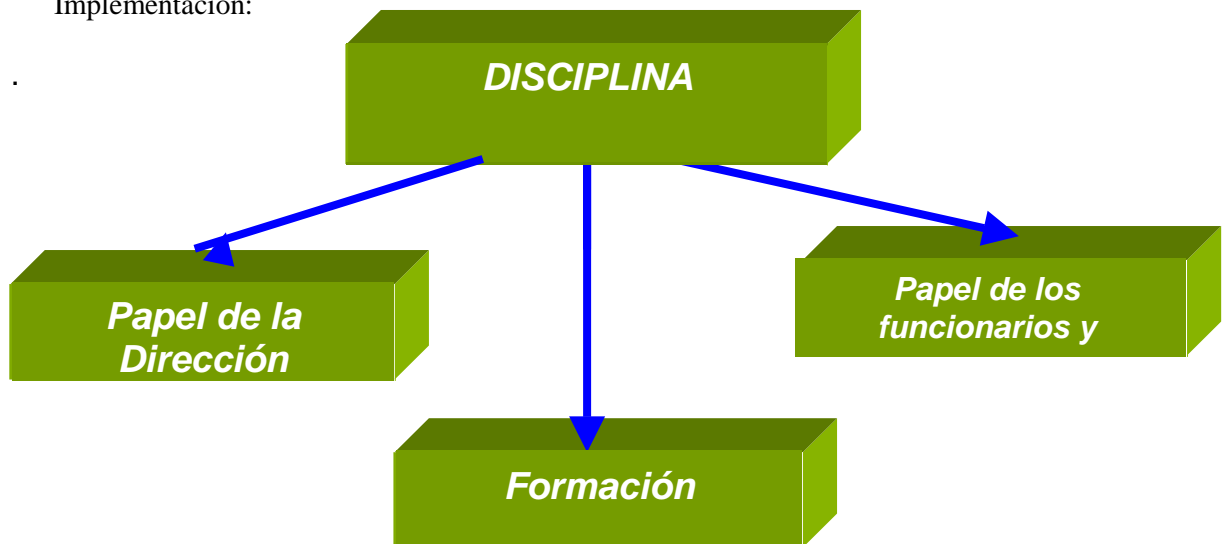 Implementación:
.
DISCIPLINA
Papel de la
Dirección
Papel de los
funcionarios y
Formación